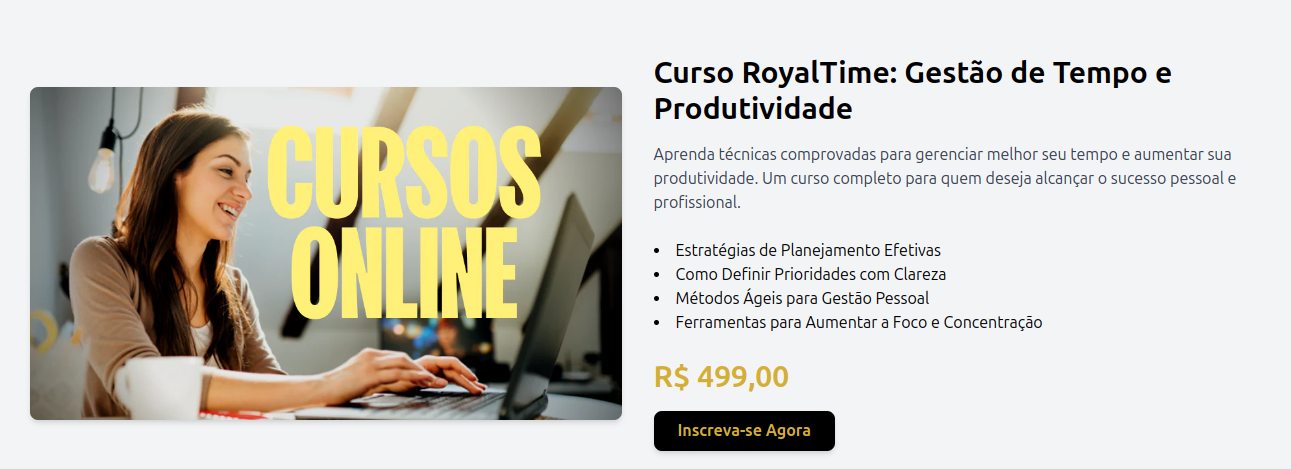 CURSOS
ONLINE
Curso RoyalTime: Gestão de Tempo e
Produtividade
Aprenda técnicas comprovadas para gerenciar melhor seu tempo e aumentar sua
produtividade. Um curso completo para quem deseja alcançar o sucesso pessoal e
profissional.
• Estratégias de Planejamento Efetivas
• Como Definir Prioridades com Clareza
• Métodos Ágeis para Gestão Pessoal
• Ferramentas para Aumentar a Foco e Concentração
R$ 499,00
Inscreva-se Agora